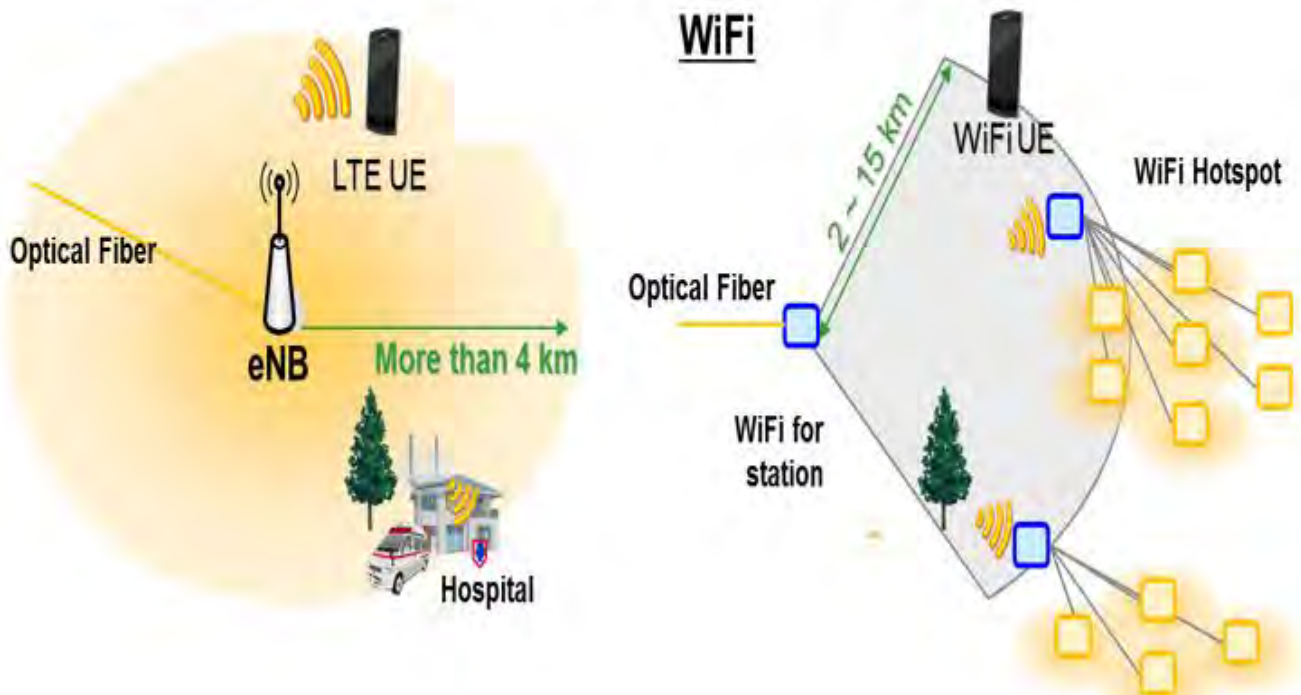 LTE UE
Optical Fiber
eNB
More than 4 km
Hospital
WiFi
2 ~ 15 km
WiFi UE
WiFi Hotspot
Optical Fiber
WiFi for
station